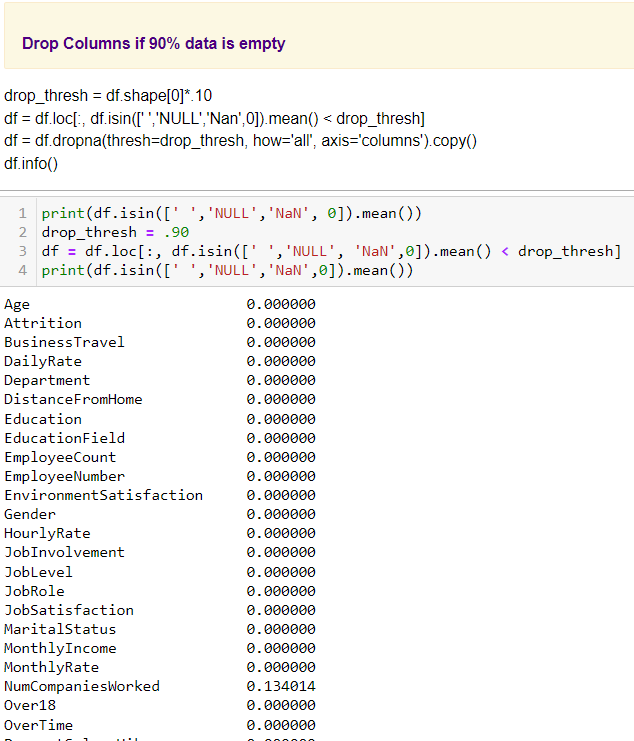 Drop Columns if 90% data is empty
drop_thresh = df.shape[0]*.10
df = df.loc[:, df.isin([' ','NULL','Nan',0]).mean() < drop_thresh]
df = df.dropna(thresh=drop_thresh, how='all', axis='columns').copy()
df.info()
1 print(df.isin([' ','NULL','NaN', 0]).mean())
2 drop_thresh = .90
3 df = df.loc[:, df.isin([' ','NULL', 'NaN',0]).mean() < drop_thresh]
4 print(df.isin([' ','NULL','NaN',0]).mean())
Age 0.000000
Attrition 0.000000
BusinessTravel 0.000000
DailyRate 0.000000
Department 0.000000
DistanceFromHome 0.000000
Education 0.000000
EducationField 0.000000
EmployeeCount 0.000000
EmployeeNumber 0.000000
EnvironmentSatisfaction 0.000000
Gender 0.000000
HourlyRate 0.000000
JobInvolvement 0.000000
JobLevel 0.000000
JobRole 0.000000
JobSatisfaction 0.000000
MaritalStatus 0.000000
MonthlyIncome 0.000000
MonthlyRate 0.000000
NumCompaniesWorked 0.134014
Over18 0.000000
OverTime 0.000000